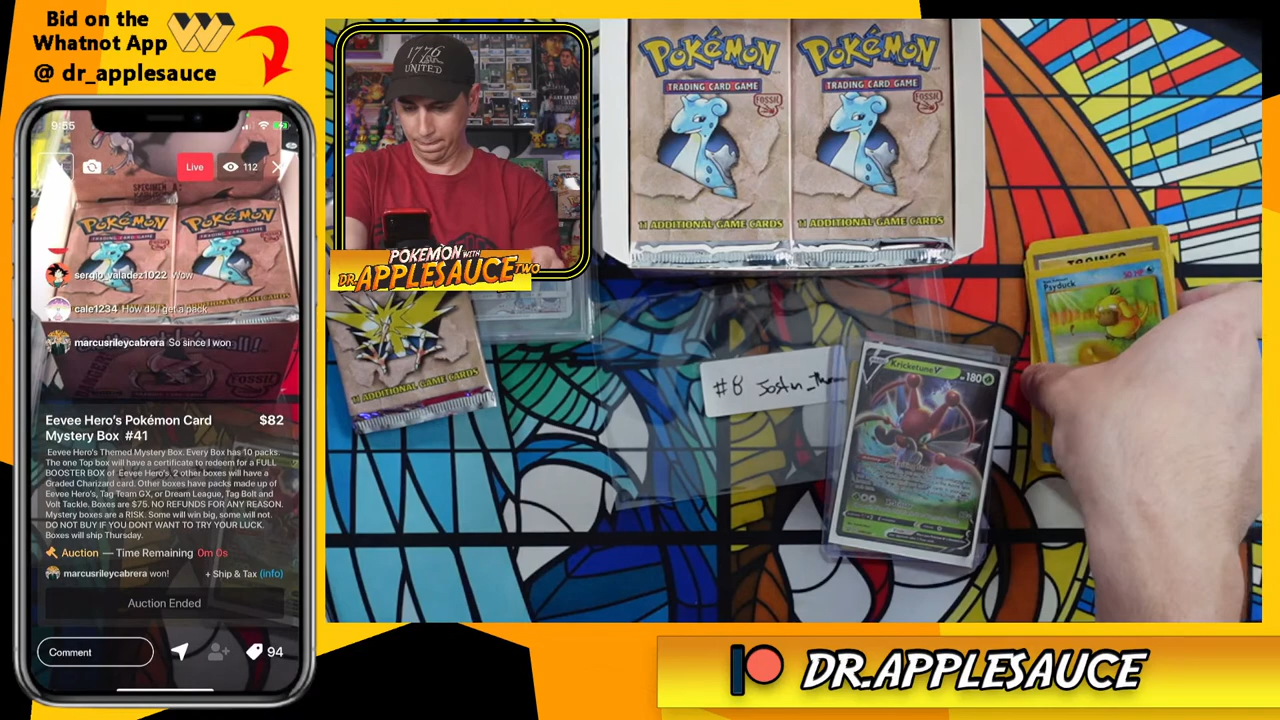 Bid on the
Whatnot App
@ dr_applesauce
Live
112
sergio_valadez1022 Wow
cale1234 How do i get a pack
marcusrileycabrera So since I won
Eevee Hero's Pokémon Card
Mystery Box #41
$82
Eevee Hero's Themed Mystery Box. Every Box has 10 packs.
The one Top box will have a certificate to redeem for a FULL
BOOSTER BOX of Eevee Hero's. 2 other boxes will have a
Graded Charizard card. Other boxes have packs made up of
Eevee Hero's, Tag Team GX, or Dream League, Tag Bolt and
Volt Tackle. Boxes are $75. NO REFUNDS FOR ANY REASON.
Mystery boxes are a RISK. Some will win big, some will not.
DO NOT BUY IF YOU DONT WANT TO TRY YOUR LUCK.
Boxes will ship Thursday.
Auction — Time Remaining 0m 0s
marcusrileycabrera won!
+ Ship & Tax (info)
Auction Ended
Comment
94
POKéMON
POKéMON
1776
UNITED
POKEMON WITH
DR. APPLESAUCE TWO
POKéMON
TRADING CARD GAME
FOSSIL
11 ADDITIONAL GAME CARDS
POKéMON
TRADING CARD GAME
FOSSIL
11 ADDITIONAL GAME CARDS
11 ADDITIONAL GAME CARDS
#8
Kricketune V
180
Psyduck
50 HP
DR.APPLESAUCE